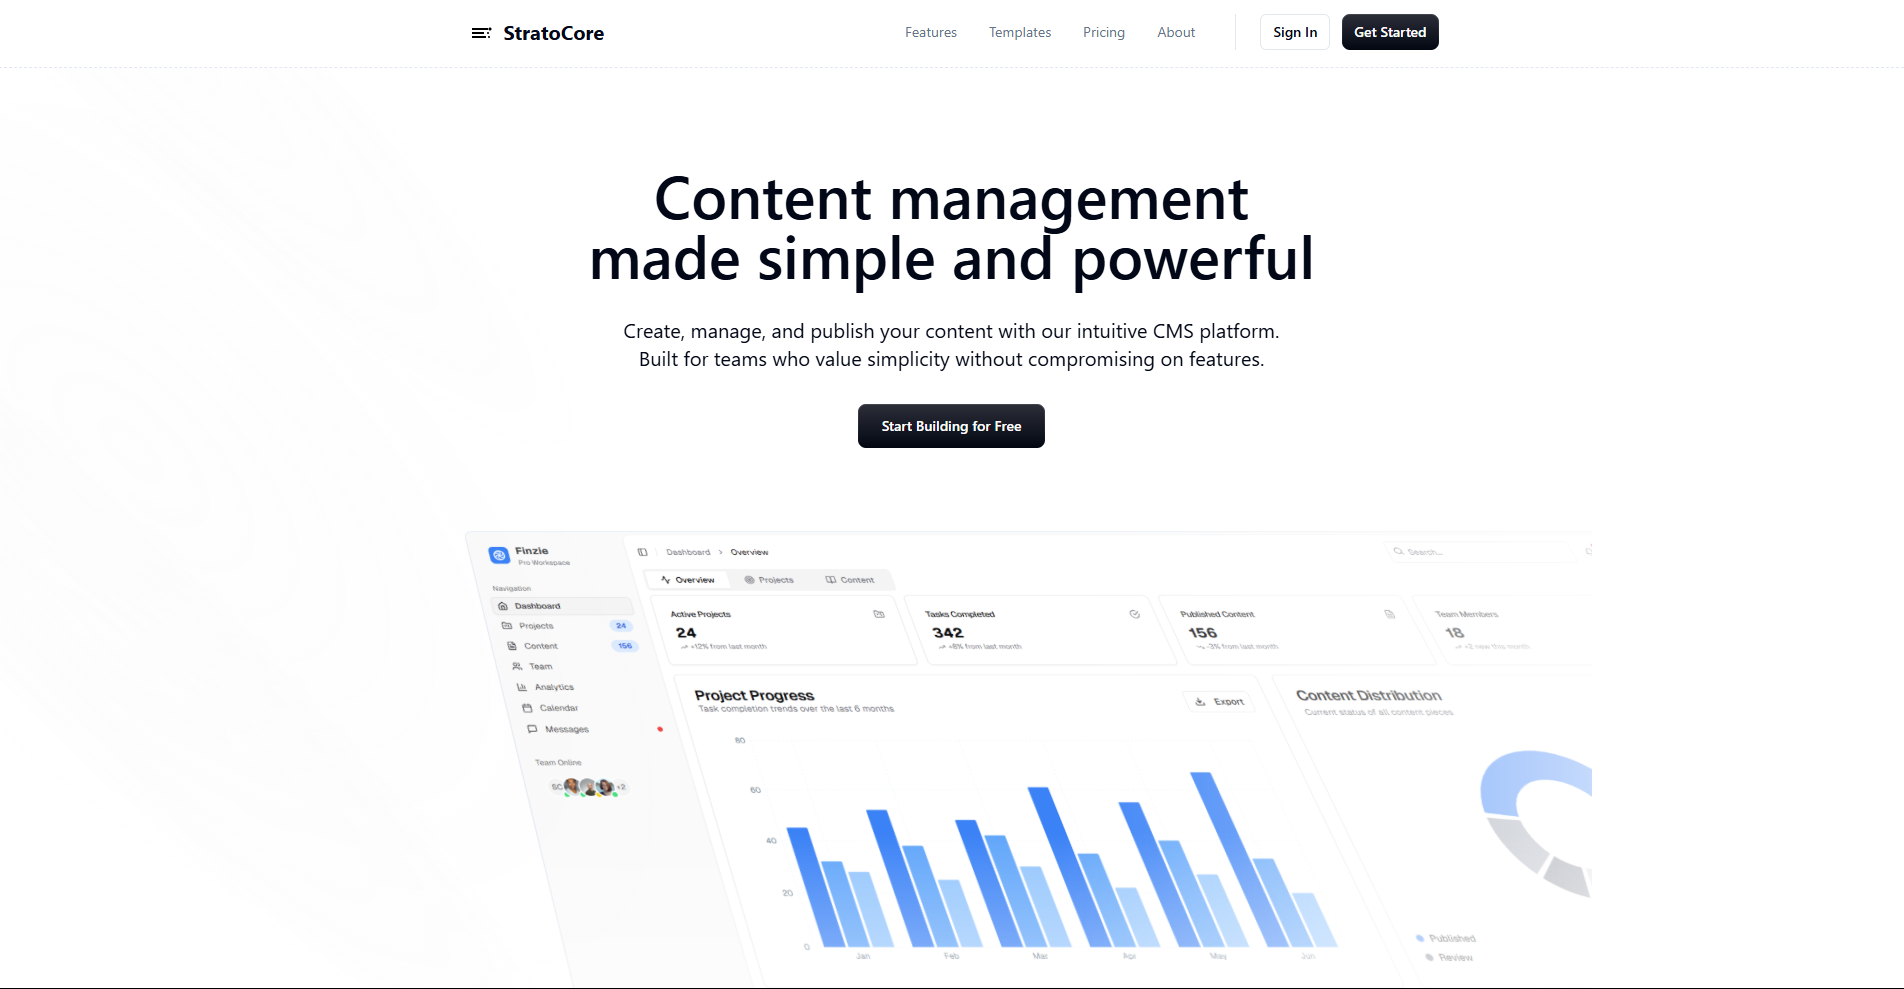 StratoCore
Features
Templates
Pricing
About
Sign In
Get Started
Content management
made simple and powerful
Create, manage, and publish your content with our intuitive CMS platform.
Built for teams who value simplicity without compromising on features.
Start Building for Free
Finzie
Pro Workspace
Navigation
Dashboard
Projects 24
Content 156
Team
Analytics
Calendar
Messages
Team Online
SC +2
Dashboard > Overview
Search...
Overview
Projects
Content
Active Projects
24
+12% from last month
Tasks Completed
342
+8% from last month
Published Content
156
-3% from last month
Team Members
18
+2 new this month
Project Progress
Task completion trends over the last 6 months
Export
80
60
40
20
0
Jan
Feb
Mar
Apr
May
Jun
Content Distribution
Current status of all content pieces
Published
Review